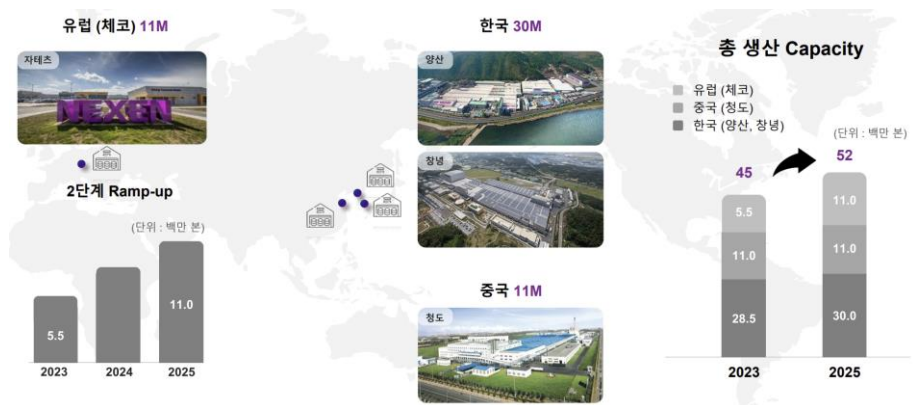 유럽 (체코) 11M
자테츠
NEXEN
2단계 Ramp-up
(단위 : 백만 본)
5.5
11.0
2023
2024
2025
한국 30M
양산
창녕
중국 11M
청도
총 생산 Capacity
유럽 (체코)
중국 (청도)
한국 (양산, 창녕)
(단위 : 백만 본)
45
52
5.5
11.0
11.0
11.0
28.5
30.0
2023
2025